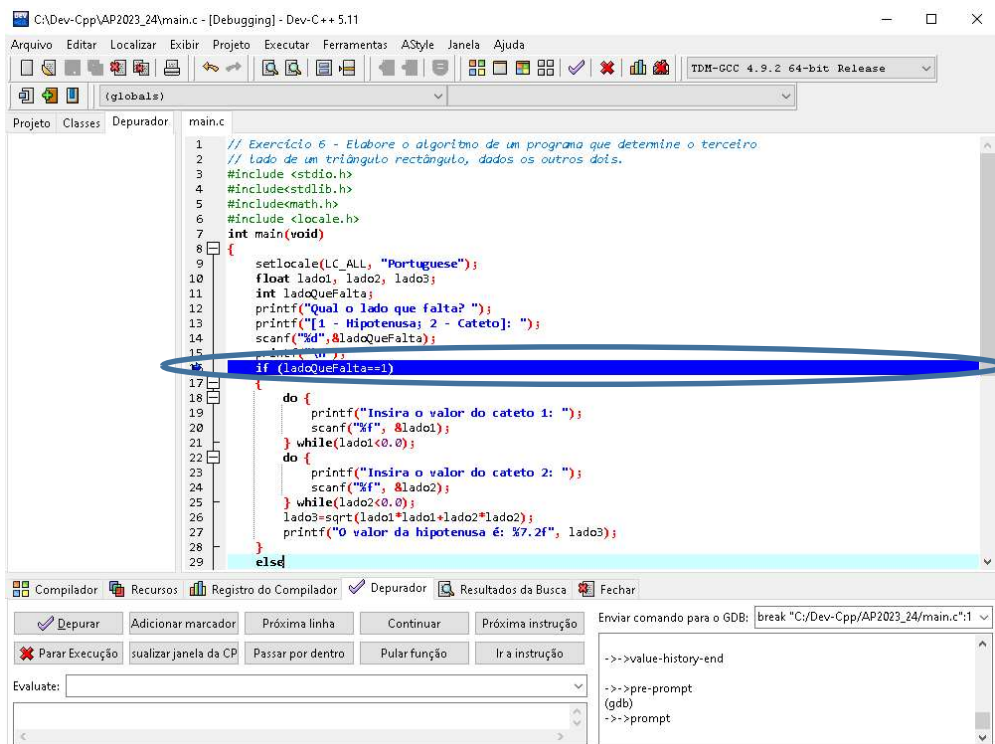 C:\Dev-Cpp\AP2023_24\main.c - [Debugging] - Dev-C++ 5.11
Arquivo Editar Localizar Exibir Projeto Executar Ferramentas AStyle Janela Ajuda
TDM-GCC 4.9.2 64-bit Release
(globals)
Projeto Classes Depurador main.c
1 // Exercício 6 - Elabore o algoritmo de um programa que determine o terceiro
2 // lado de um triângulo rectângulo, dados os outros dois.
3 #include <stdio.h>
4 #include<stdlib.h>
5 #include<math.h>
6 #include <locale.h>
7 int main(void)
8 {
9 setlocale(LC_ALL, "Portuguese");
10 float lado1, lado2, lado3;
11 int ladoQueFalta;
12 printf("Qual o lado que falta? ");
13 printf("[1 - Hipotenusa; 2 - Cateto]: ");
14 scanf("%d",&ladoQueFalta);
15 printf("\n");
if (ladoQueFalta==1)
17 {
18 do {
19 printf("Insira o valor do cateto 1: ");
20 scanf("%f", &lado1);
21 } while(lado1<0.0);
22 do {
23 printf("Insira o valor do cateto 2: ");
24 scanf("%f", &lado2);
25 } while(lado2<0.0);
26 lado3=sqrt(lado1*lado1+lado2*lado2);
27 printf("O valor da hipotenusa é: %7.2f", lado3);
28 }
29 else
Compilador Recursos Registro do Compilador Depurador Resultados da Busca Fechar
Depurar Adicionar marcador Próxima linha Continuar Próxima instrução Enviar comando para o GDB: break "C:/Dev-Cpp/AP2023_24/main.c":1
Parar Execução sualizar janela da CP Passar por dentro Pular função Ir a instrução
->->value-history-end
Evaluate:
->->pre-prompt
(gdb)
->->prompt